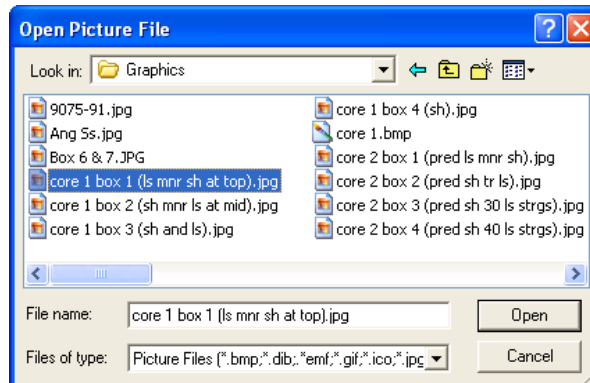 Open Picture File
Look in: Graphics
9075-91.jpg
Ang Ss.jpg
Box 6 & 7.JPG
core 1 box 1 (ls mnr sh at top).jpg
core 1 box 2 (sh mnr ls at mid).jpg
core 1 box 3 (sh and ls).jpg
core 1 box 4 (sh).jpg
core 1.bmp
core 2 box 1 (pred ls mnr sh).jpg
core 2 box 2 (pred sh tr ls).jpg
core 2 box 3 (pred sh 30 ls strgs).jpg
core 2 box 4 (pred sh 40 ls strgs).jpg
File name: core 1 box 1 (ls mnr sh at top).jpg Open
Files of type: Picture Files (*.bmp;*.dib;.*emf;*.gif;*.ico;*.jpg Cancel